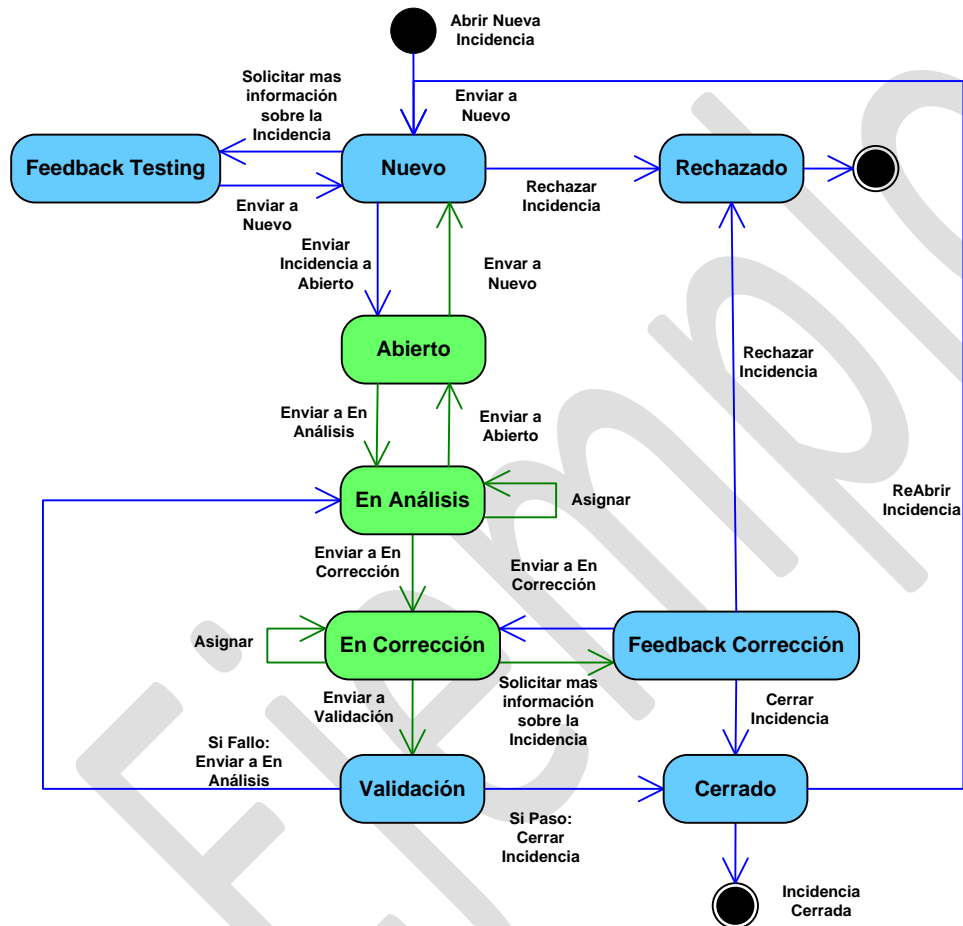 Abrir Nueva
Incidencia
Solicitar mas
información
sobre la
Incidencia
Enviar a
Nuevo
Feedback Testing
Nuevo
Rechazado
Enviar a
Nuevo
Rechazar
Incidencia
Enviar
Incidencia a
Abierto
Envar a
Nuevo
Abierto
Rechazar
Incidencia
Enviar a En
Análisis
Enviar a
Abierto
En Análisis
Asignar
ReAbrir
Incidencia
Enviar a En
Corrección
Enviar a En
Corrección
Asignar
En Corrección
Feedback Corrección
Enviar a
Validación
Solicitar mas
información
sobre la
Incidencia
Cerrar
Incidencia
Si Fallo:
Enviar a En
Análisis
Validación
Cerrado
Si Paso:
Cerrar
Incidencia
Incidencia
Cerrada
Ejemplo